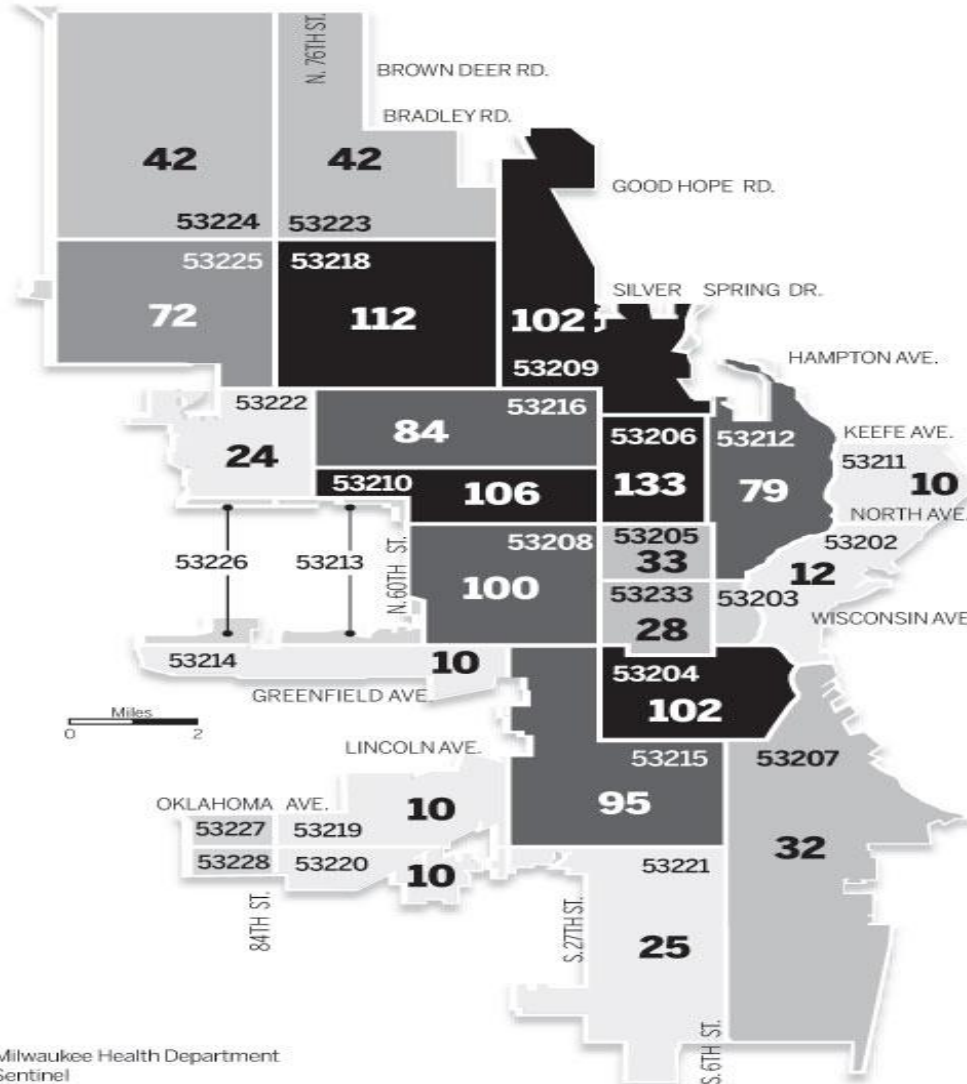 N. 76TH ST.
BROWN DEER RD.
BRADLEY RD.
42
42
GOOD HOPE RD.
53224
53223
53225
53218
SILVER SPRING DR.
72
112
102
53209
HAMPTON AVE.
53222
53216
84
53206
53212
KEEFE AVE.
24
53211
53210
106
133
79
10
NORTH AVE.
53208
53205
53202
53226
53213
N. 60TH ST.
33
12
100
53233
53203
28
WISCONSIN AVE
53214
10
53204
GREENFIELD AVE.
102
Miles
0
2
LINCOLN AVE.
53215
53207
OKLAHOMA AVE.
10
95
53227
53219
32
53228
53220
53221
10
84TH ST.
S. 27TH ST.
25
S. 6TH ST.
Milwaukee Health Department
Sentinel